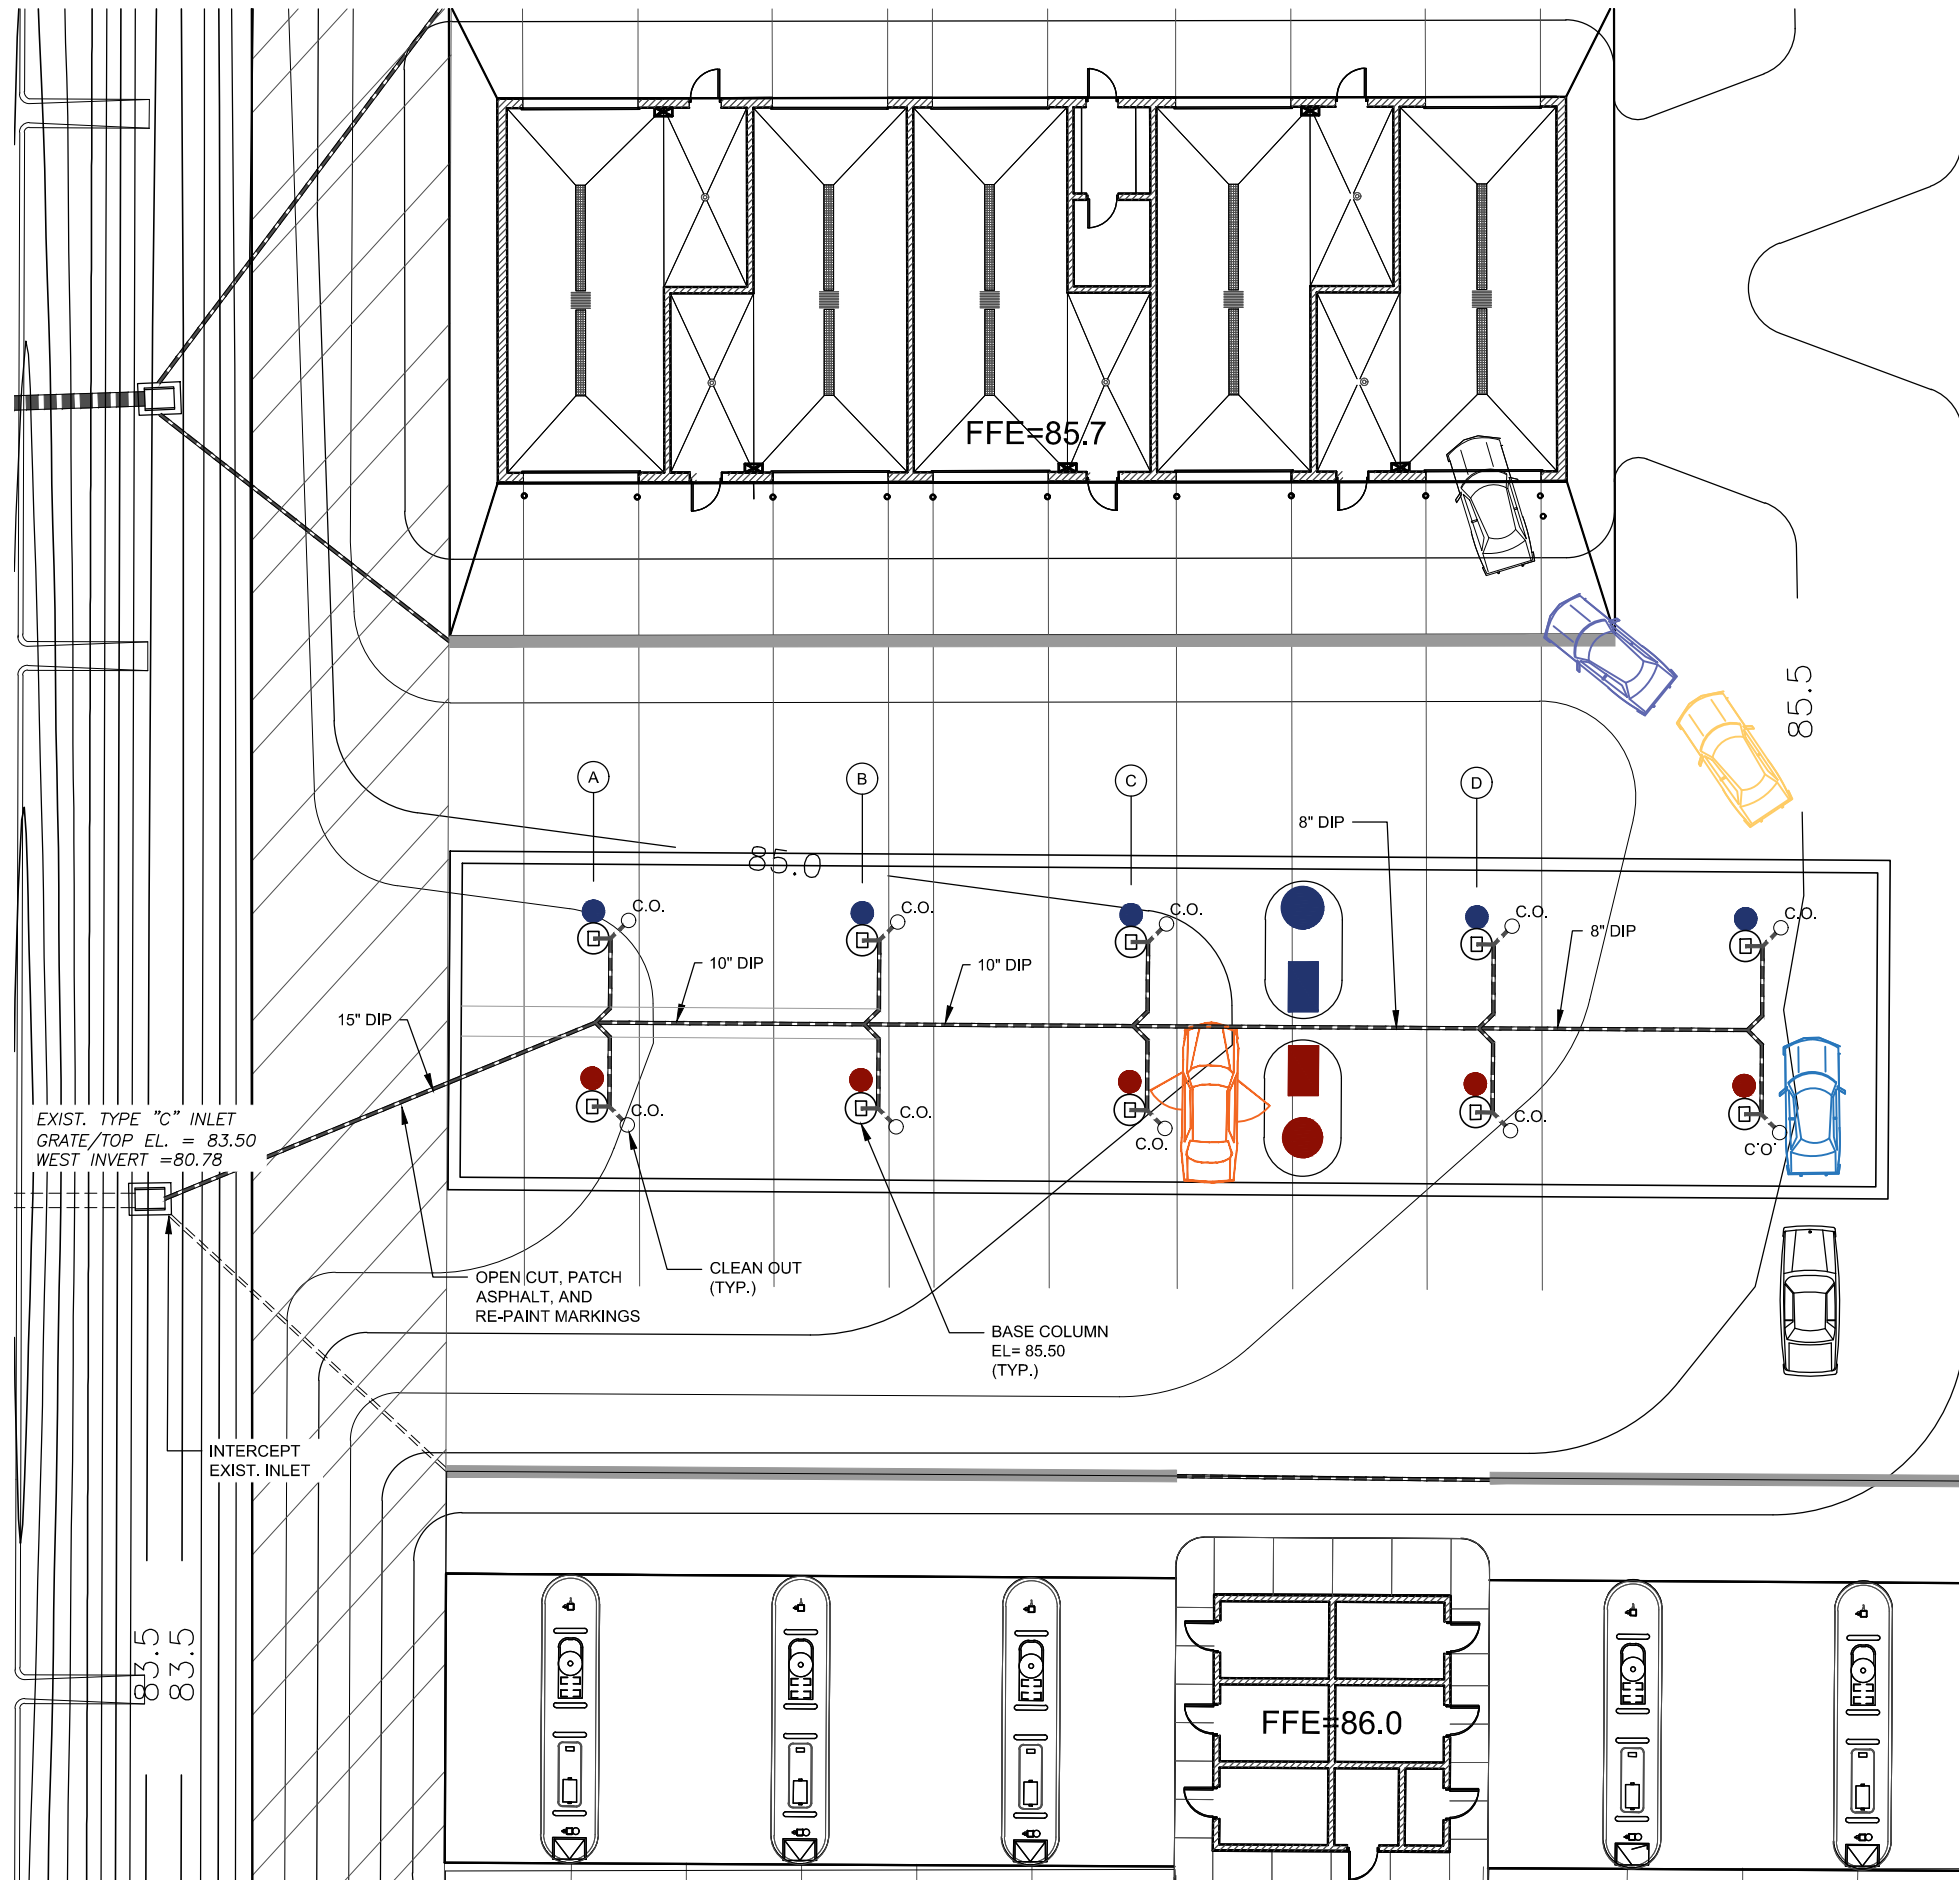 FFE=85.7
85.5
A
B
C
D
8" DIP
85.0
C.O.
C.O.
C.O.
C.O.
C.O.
8" DIP
10" DIP
10" DIP
15" DIP
EXIST. TYPE "C" INLET
GRATE/TOP EL. = 83.50
WEST INVERT =80.78
C.O.
C.O.
C.O.
C.O.
C.O.
CLEAN OUT
(TYP.)
OPEN CUT, PATCH
ASPHALT, AND
RE-PAINT MARKINGS
BASE COLUMN
EL= 85.50
(TYP.)
INTERCEPT
EXIST. INLET
83.5
83.5
FFE=86.0